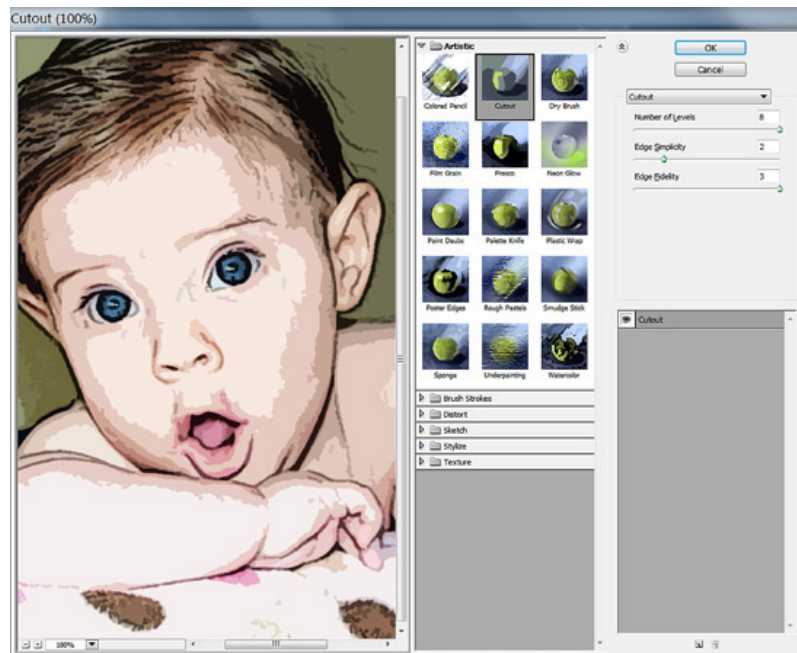 Cutout (100%)
Artistic
Colored Pencil
Cutout
Dry Brush
Film Grain
Fresco
Neon Glow
Paint Daubs
Palette Knife
Plastic Wrap
Poster Edges
Rough Pastels
Smudge Stick
Sponge
Underpainting
Watercolor
Brush Strokes
Distort
Sketch
Stylize
Texture
100%
OK
Cancel
Cutout
Number of Levels 8
Edge Simplicity 2
Edge Fidelity 3
Cutout